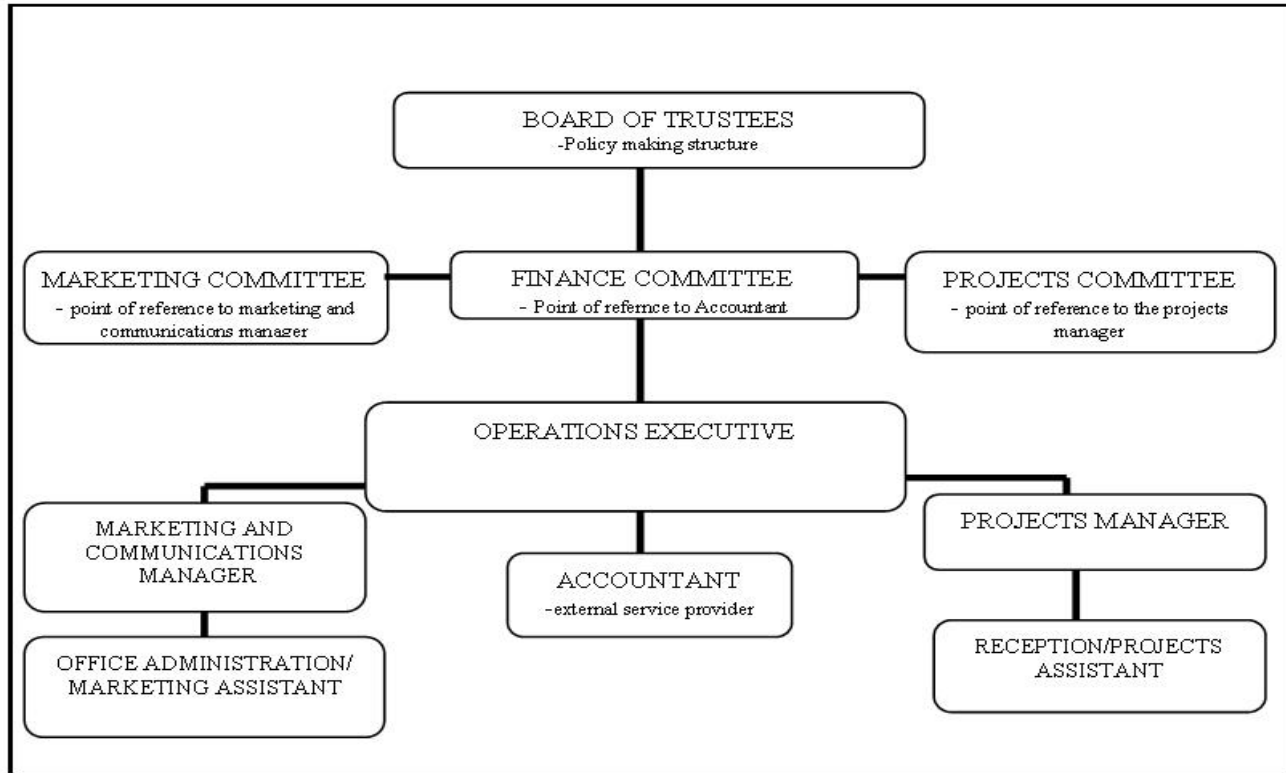 BOARD OF TRUSTEES
-Policy making structure
MARKETING COMMITTEE
- point of reference to marketing and
communications manager
FINANCE COMMITTEE
- Point of refernce to Accountant
PROJECTS COMMITTEE
- point of reference to the projects
manager
OPERATIONS EXECUTIVE
MARKETING AND
COMMUNICATIONS
MANAGER
ACCOUNTANT
-external service provider
PROJECTS MANAGER
OFFICE ADMINISTRATION/
MARKETING ASSISTANT
RECEPTION/PROJECTS
ASSISTANT